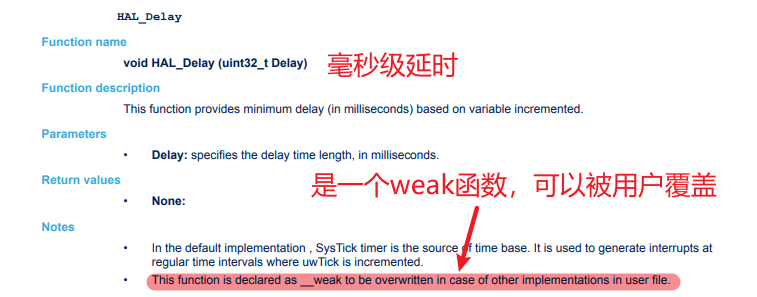 HAL_Delay
Function name
void HAL_Delay (uint32_t Delay)
毫秒级延时
Function description
This function provides minimum delay (in milliseconds) based on variable incremented.
Parameters
• Delay: specifies the delay time length, in milliseconds.
Return values
是一个weak函数，可以被用户覆盖
• None:
Notes
• In the default implementation , SysTick timer is the source of time base. It is used to generate interrupts at
regular time intervals where uwTick is incremented.
• This function is declared as __weak to be overwritten in case of other implementations in user file.